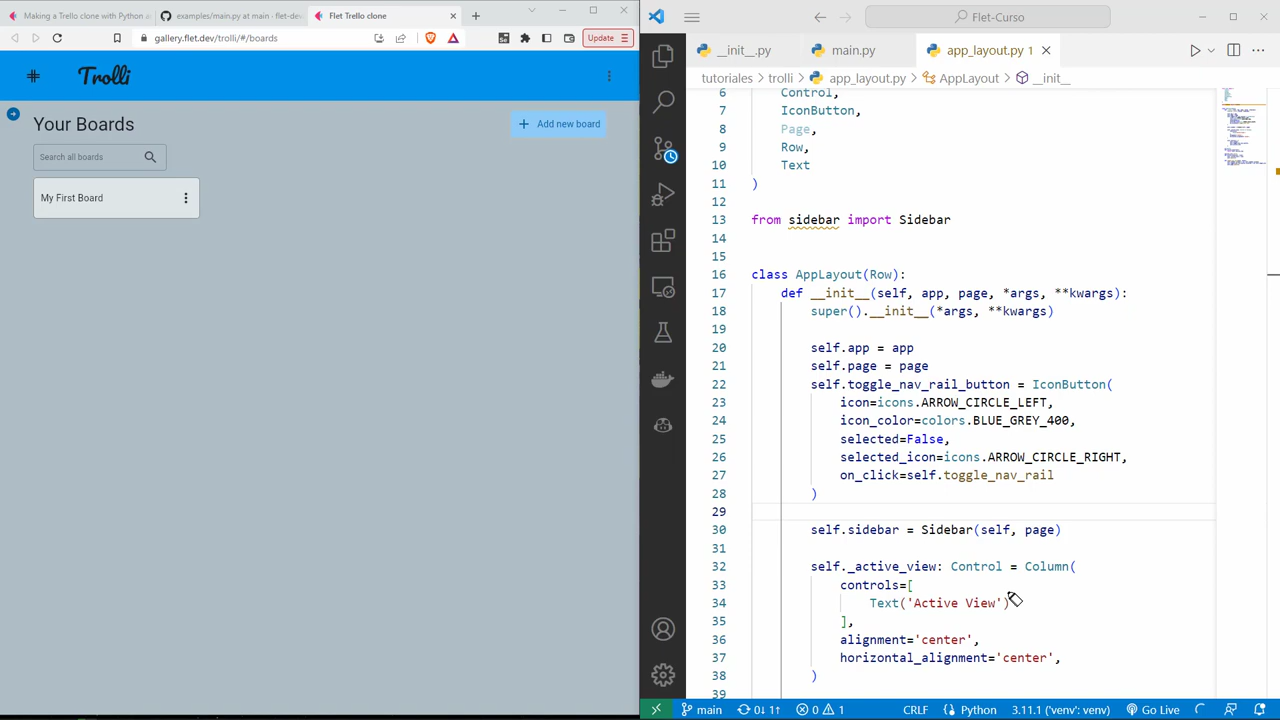 Making a Trello clone with Python a
examples/main.py at main · flet-dev
Flet Trello clone
gallery.flet.dev/trolli/#/boards
Update
Trolli
Your Boards
Add new board
Search all boards
My First Board
Flet-Curso
__init__.py
main.py
app_layout.py 1
tutoriales > trolli > app_layout.py > AppLayout > __init__
6 Control,
7 IconButton,
8 Page,
9 Row,
10 Text
11 )
12
13 from sidebar import Sidebar
14
15
16 class AppLayout(Row):
17 def __init__(self, app, page, *args, **kwargs):
18 super().__init__(*args, **kwargs)
19
20 self.app = app
21 self.page = page
22 self.toggle_nav_rail_button = IconButton(
23 icon=icons.ARROW_CIRCLE_LEFT,
24 icon_color=colors.BLUE_GREY_400,
25 selected=False,
26 selected_icon=icons.ARROW_CIRCLE_RIGHT,
27 on_click=self.toggle_nav_rail
28 )
29
30 self.sidebar = Sidebar(self, page)
31
32 self._active_view: Control = Column(
33 controls=[
34 Text('Active View')
35 ],
36 alignment='center',
37 horizontal_alignment='center',
38 )
39
main
0↓ 1↑
0
1
CRLF
Python
3.11.1 ('venv': venv)
Go Live